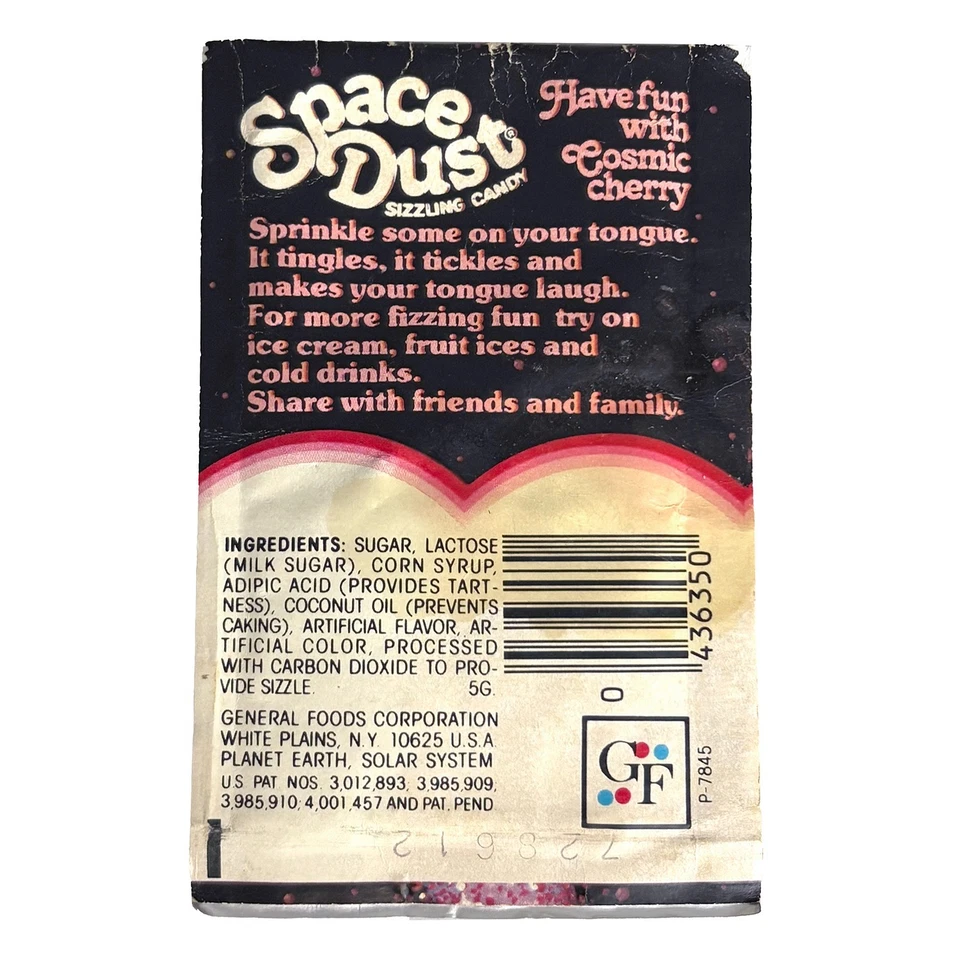 Space
Dust®
SIZZLING CANDY
Have fun
with
Cosmic
cherry
Sprinkle some on your tongue.
It tingles, it tickles and
makes your tongue laugh.
For more fizzing fun try on
ice cream, fruit ices and
cold drinks.
Share with friends and family.
INGREDIENTS: SUGAR, LACTOSE
(MILK SUGAR), CORN SYRUP,
ADIPIC ACID (PROVIDES TART-
NESS), COCONUT OIL (PREVENTS
CAKING), ARTIFICIAL FLAVOR, AR-
TIFICIAL COLOR, PROCESSED
WITH CARBON DIOXIDE TO PRO-
VIDE SIZZLE. 5G.
GENERAL FOODS CORPORATION
WHITE PLAINS, N.Y. 10625 U.S.A
PLANET EARTH, SOLAR SYSTEM
U.S. PAT. NOS. 3,012,893; 3,985,909;
3,985,910; 4,001,457 AND PAT. PEND
436350
0
GF
P-7845